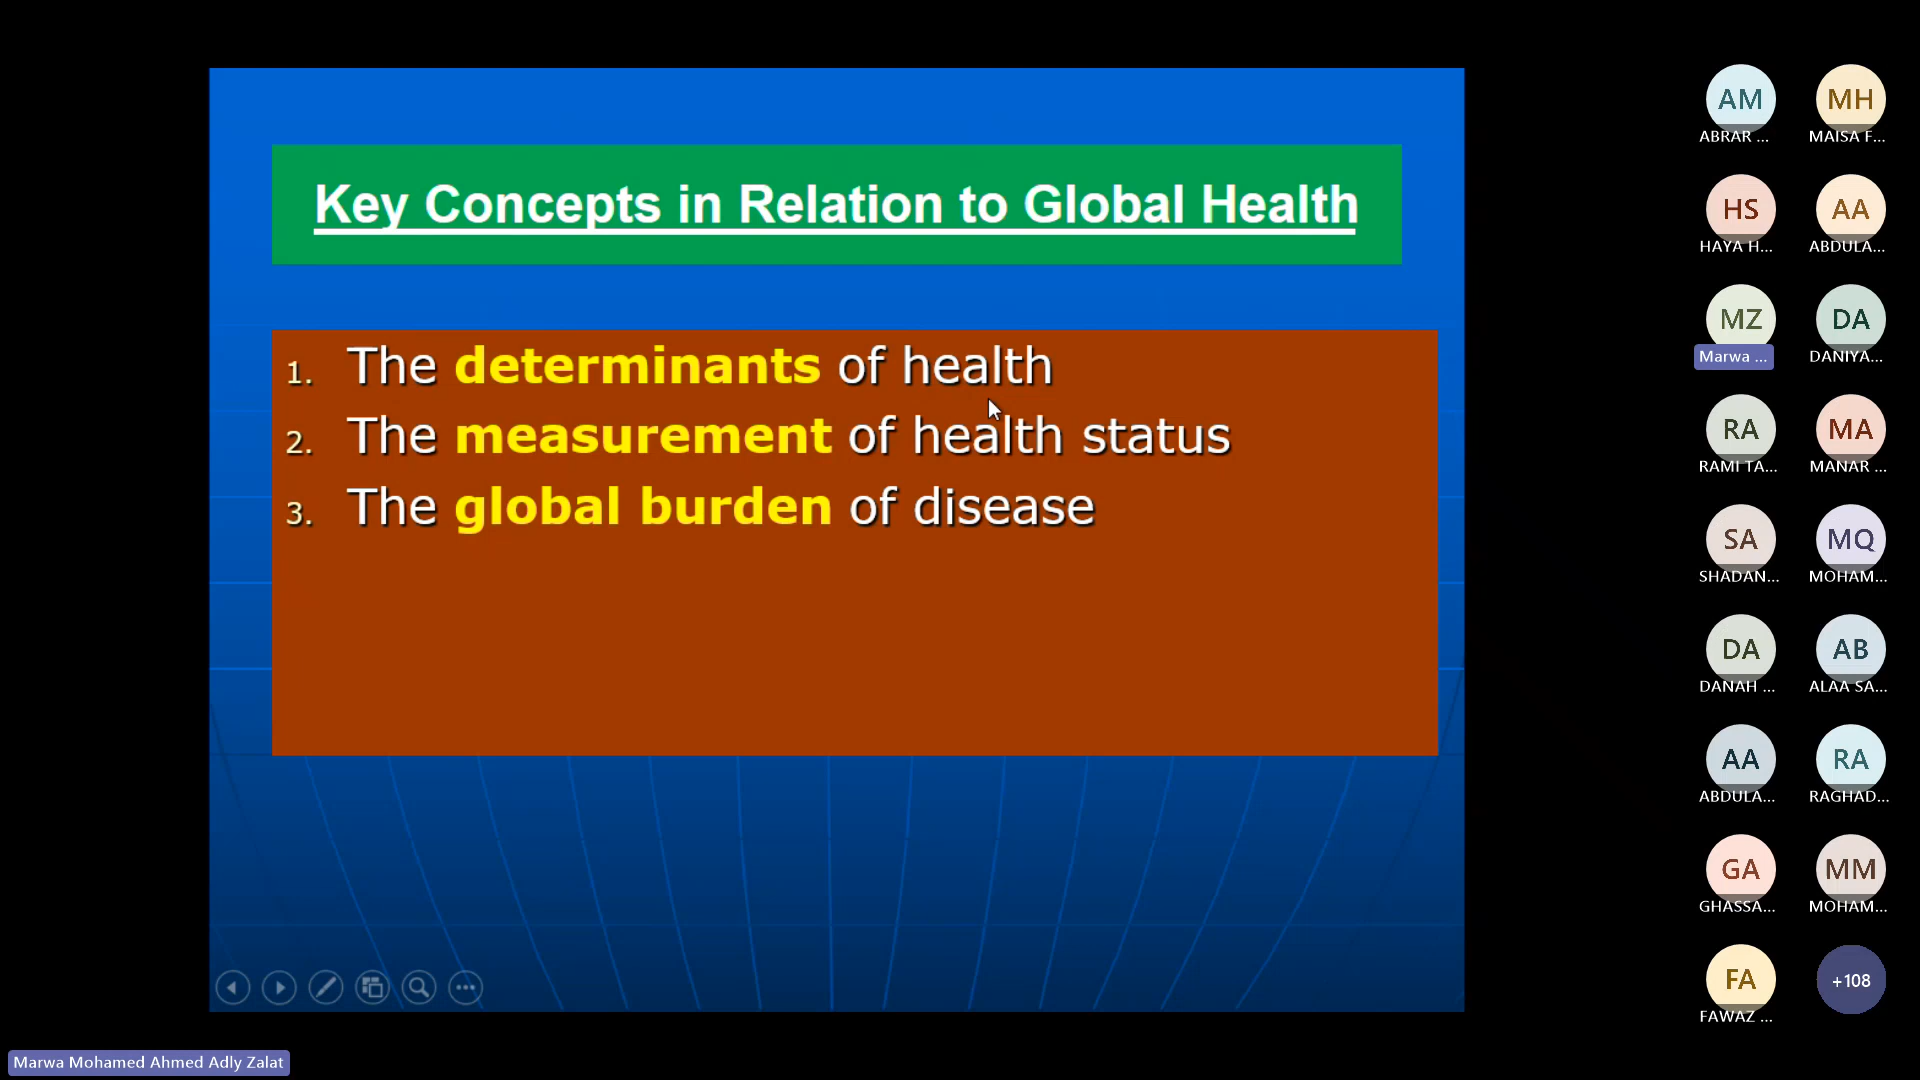 Key Concepts in Relation to Global Health
1. The determinants of health
2. The measurement of health status
3. The global burden of disease
AM MH
ABRAR ... MAISA F...
HS AA
HAYA H... ABDULA...
MZ DA
Marwa ... DANIYA...
RA MA
RAMI TA... MANAR ...
SA MQ
SHADAN... MOHAM...
DA AB
DANAH ... ALAA SA...
AA RA
ABDULA... RAGHAD...
GA MM
GHASSA... MOHAM...
FA +108
FAWAZ ...
Marwa Mohamed Ahmed Adly Zalat